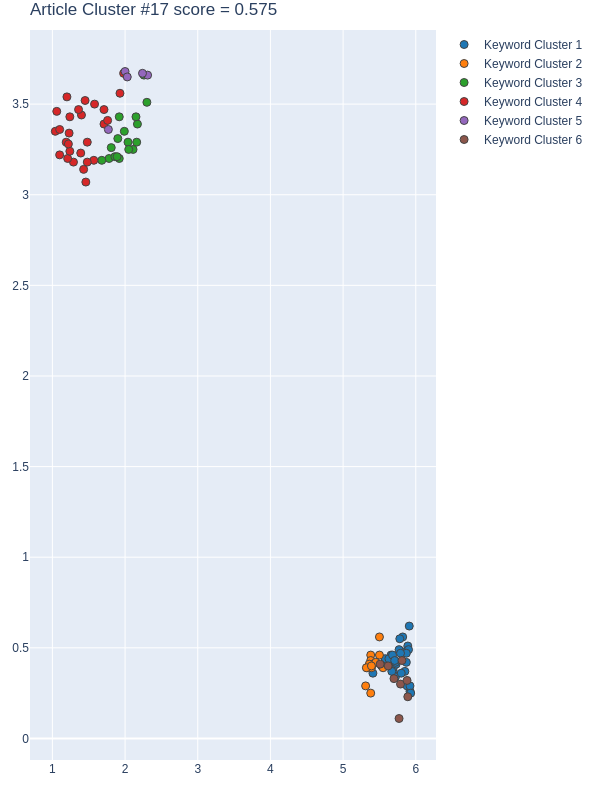 Article Cluster #17 score = 0.575
Keyword Cluster 1
Keyword Cluster 2
Keyword Cluster 3
Keyword Cluster 4
Keyword Cluster 5
Keyword Cluster 6
3.5
3
2.5
2
1.5
1
0.5
0
1 2 3 4 5 6